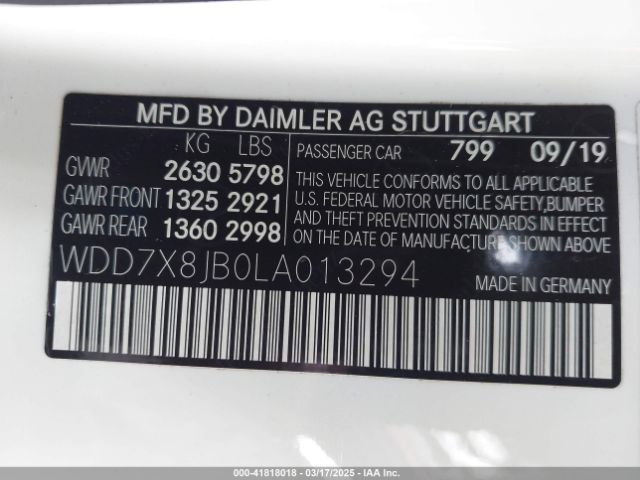 MFD BY DAIMLER AG STUTTGART
KG LBS
GVWR 2630 5798
GAWR FRONT 1325 2921
GAWR REAR 1360 2998
PASSENGER CAR 799 09/19
THIS VEHICLE CONFORMS TO ALL APPLICABLE
U.S. FEDERAL MOTOR VEHICLE SAFETY,BUMPER
AND THEFT PREVENTION STANDARDS IN EFFECT
ON THE DATE OF MANUFACTURE SHOWN ABOVE
WDD7X8JB0LA013294
MADE IN GERMANY
000-41818018 - 03/17/2025 - IAA Inc.